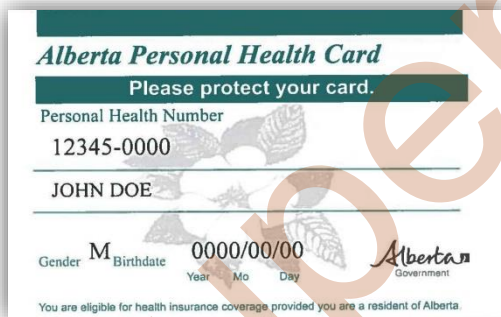 Alberta Personal Health Card
Please protect your card.
Personal Health Number
12345-0000
JOHN DOE
Gender M Birthdate 0000/00/00
Year Mo Day
Alberta
Government
You are eligible for health insurance coverage provided you are a resident of Alberta.